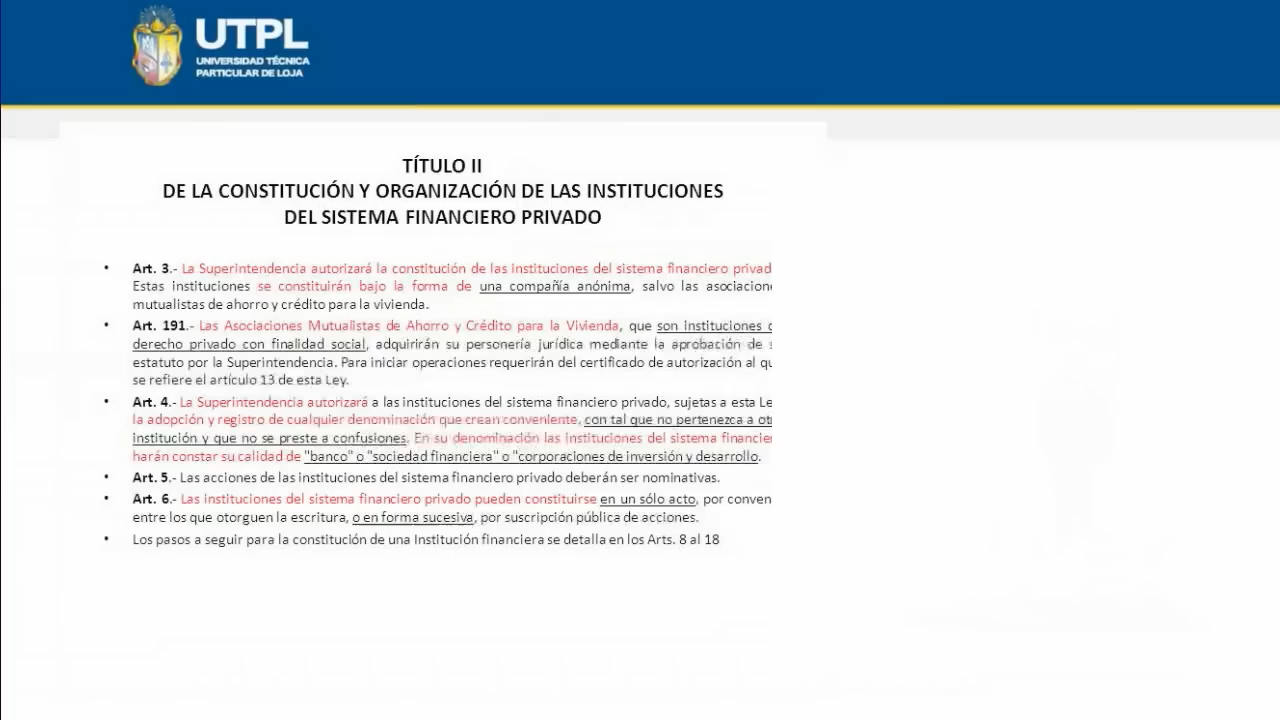 UTPL
UNIVERSIDAD TÉCNICA
PARTICULAR DE LOJA
TÍTULO II
DE LA CONSTITUCIÓN Y ORGANIZACIÓN DE LAS INSTITUCIONES
DEL SISTEMA FINANCIERO PRIVADO
• Art. 3.- La Superintendencia autorizará la constitución de las instituciones del sistema financiero privad
Estas instituciones se constituirán bajo la forma de una compañía anónima, salvo las asociacione
mutualistas de ahorro y crédito para la vivienda.
• Art. 191.- Las Asociaciones Mutualistas de Ahorro y Crédito para la Vivienda, que son instituciones d
derecho privado con finalidad social, adquirirán su personería jurídica mediante la aprobación de s
estatuto por la Superintendencia. Para iniciar operaciones requerirán del certificado de autorización al qu
se refiere el artículo 13 de esta Ley.
• Art. 4.- La Superintendencia autorizará a las instituciones del sistema financiero privado, sujetas a esta Le
la adopción y registro de cualquier denominación que crean conveniente, con tal que no pertenezca a ot
institución y que no se preste a confusiones. En su denominación las instituciones del sistema financier
harán constar su calidad de "banco" o "sociedad financiera" o "corporaciones de inversión y desarrollo.
• Art. 5.- Las acciones de las instituciones del sistema financiero privado deberán ser nominativas.
• Art. 6.- Las instituciones del sistema financiero privado pueden constituirse en un sólo acto, por conven
entre los que otorguen la escritura, o en forma sucesiva, por suscripción pública de acciones.
• Los pasos a seguir para la constitución de una Institución financiera se detalla en los Arts. 8 al 18